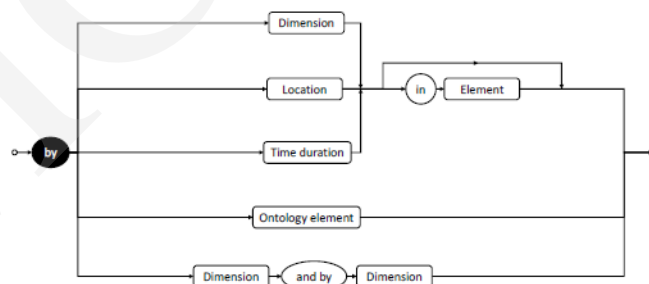 Dimension
Location
in
Element
by
Time duration
Ontology element
Dimension
and by
Dimension